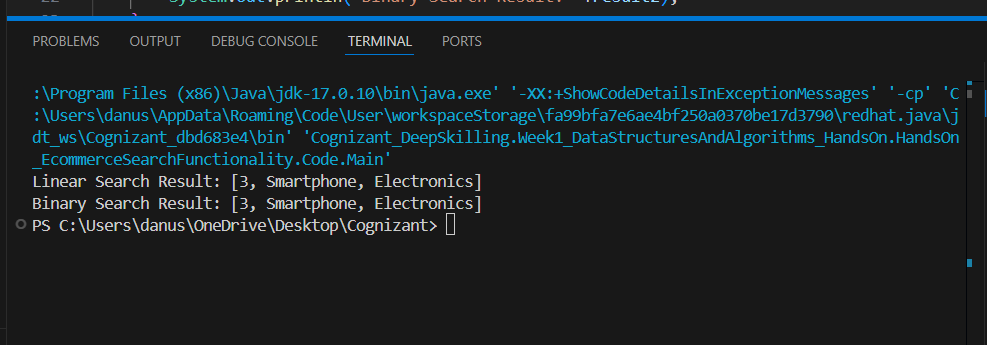 System.out.println("Binary Search Result: "+result2);
PROBLEMS OUTPUT DEBUG CONSOLE TERMINAL PORTS
:\Program Files (x86)\Java\jdk-17.0.10\bin\java.exe' '-XX:+ShowCodeDetailsInExceptionMessages' '-cp' 'C
:\Users\danus\AppData\Roaming\Code\User\workspaceStorage\fa99bfa7e6ae4bf250a0370be17d3790\redhat.java\j
dt_ws\Cognizant_dbd683e4\bin' 'Cognizant_DeepSkilling.Week1_DataStructuresAndAlgorithms_HandsOn.HandsOn
_EcommerceSearchFunctionality.Code.Main'
Linear Search Result: [3, Smartphone, Electronics]
Binary Search Result: [3, Smartphone, Electronics]
PS C:\Users\danus\OneDrive\Desktop\Cognizant>